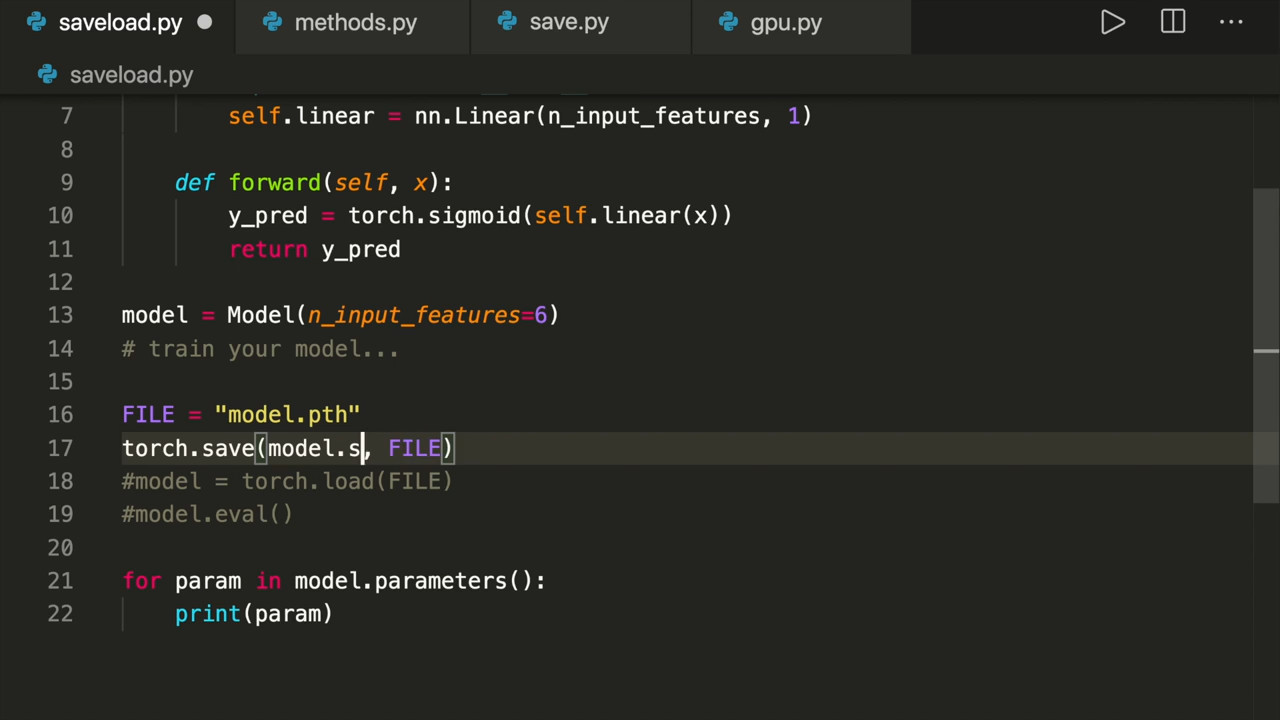 saveload.py methods.py save.py gpu.py ...
saveload.py
7 self.linear = nn.Linear(n_input_features, 1)
8
9 def forward(self, x):
10 y_pred = torch.sigmoid(self.linear(x))
11 return y_pred
12
13 model = Model(n_input_features=6)
14 # train your model...
15
16 FILE = "model.pth"
17 torch.save(model.s, FILE)
18 #model = torch.load(FILE)
19 #model.eval()
20
21 for param in model.parameters():
22 print(param)